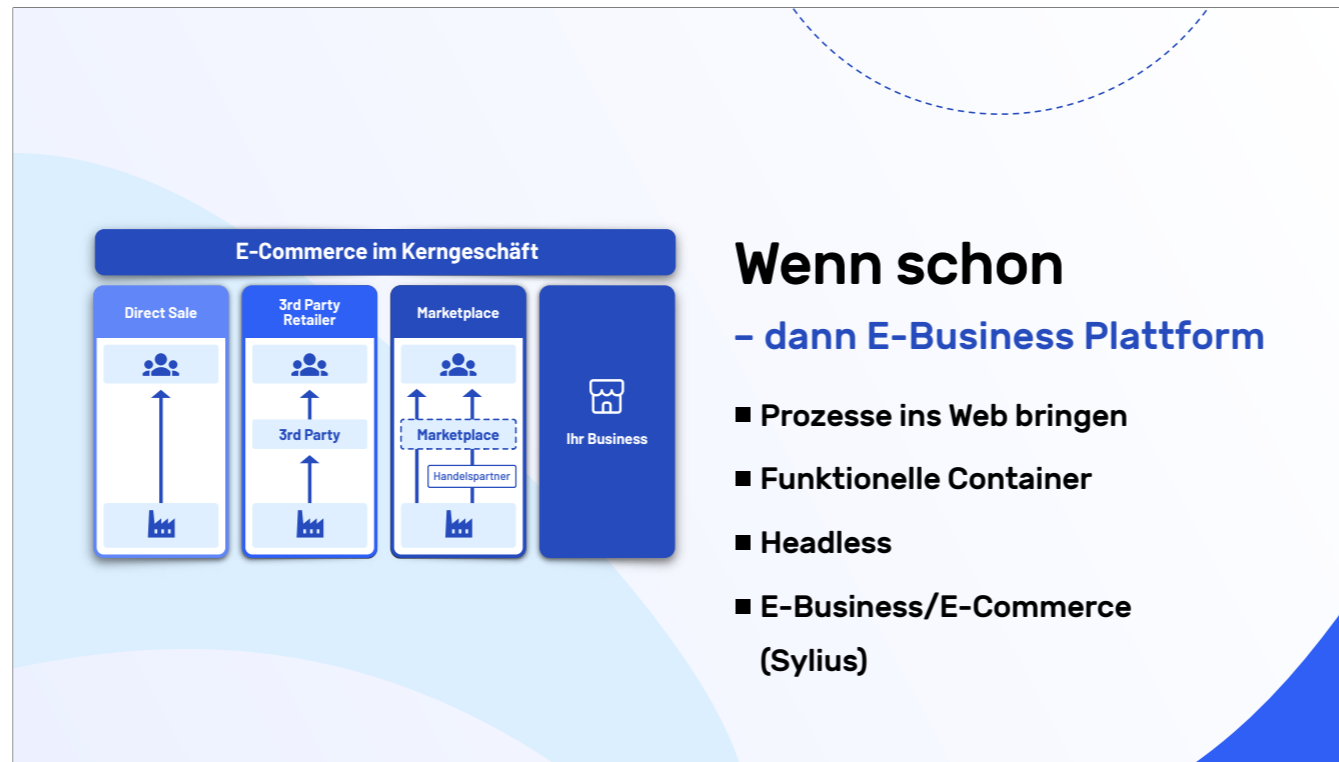 E-Commerce im Kerngeschäft
Direct Sale
3rd Party
Retailer
3rd Party
Marketplace
Marketplace
Handelspartner
Ihr Business
Wenn schon
– dann E-Business Plattform
■ Prozesse ins Web bringen
■ Funktionelle Container
■ Headless
■ E-Business/E-Commerce
(Sylius)